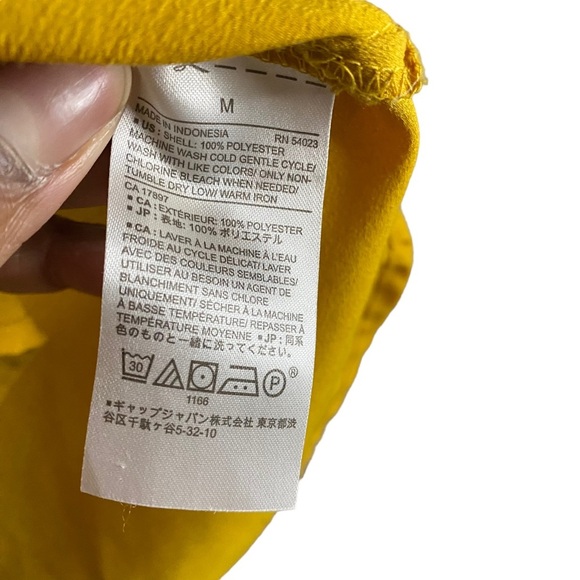 M
MADE IN INDONESIA RN 54023
■ US: SHELL: 100% POLYESTER
MACHINE WASH COLD GENTLE CYCLE/
WASH WITH LIKE COLORS/ ONLY NON-
CHLORINE BLEACH WHEN NEEDED/
TUMBLE DRY LOW/ WARM IRON
CA 17897
■ CA: EXTÉRIEUR: 100% POLYESTER
■ JP: 表地: 100% ポリエステル
■ CA: LAVER À LA MACHINE À L'EAU
FROIDE AU CYCLE DÉLICAT/ LAVER
AVEC DES COULEURS SEMBLABLES/
UTILISER AU BESOIN UN AGENT DE
BLANCHIMENT SANS CHLORE
UNIQUEMENT/ SÉCHER À LA MACHINE
À BASSE TEMPÉRATURE/ REPASSER À
TEMPÉRATURE MOYENNE ■ JP: 同系
色のものと一緒に洗ってください。
30 P ®
1166
■ギャップジャパン株式会社 東京都渋
谷区千駄ヶ谷5-32-10